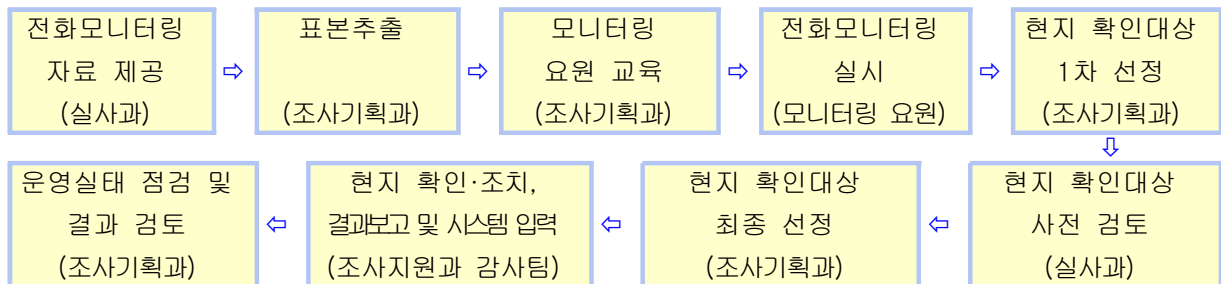 전화모니터링
자료 제공
(실사과)
⇨
표본추출
(조사기획과)
⇨
모니터링
요원 교육
(조사기획과)
⇨
전화모니터링
실시
(모니터링 요원)
⇨
현지 확인대상
1차 선정
(조사기획과)
⇩
현지 확인대상
사전 검토
(실사과)
⇦
현지 확인대상
최종 선정
(조사기획과)
⇦
현지 확인·조치,
결과보고 및 시스템 입력
(조사지원과 감사팀)
⇦
운영실태 점검 및
결과 검토
(조사기획과)